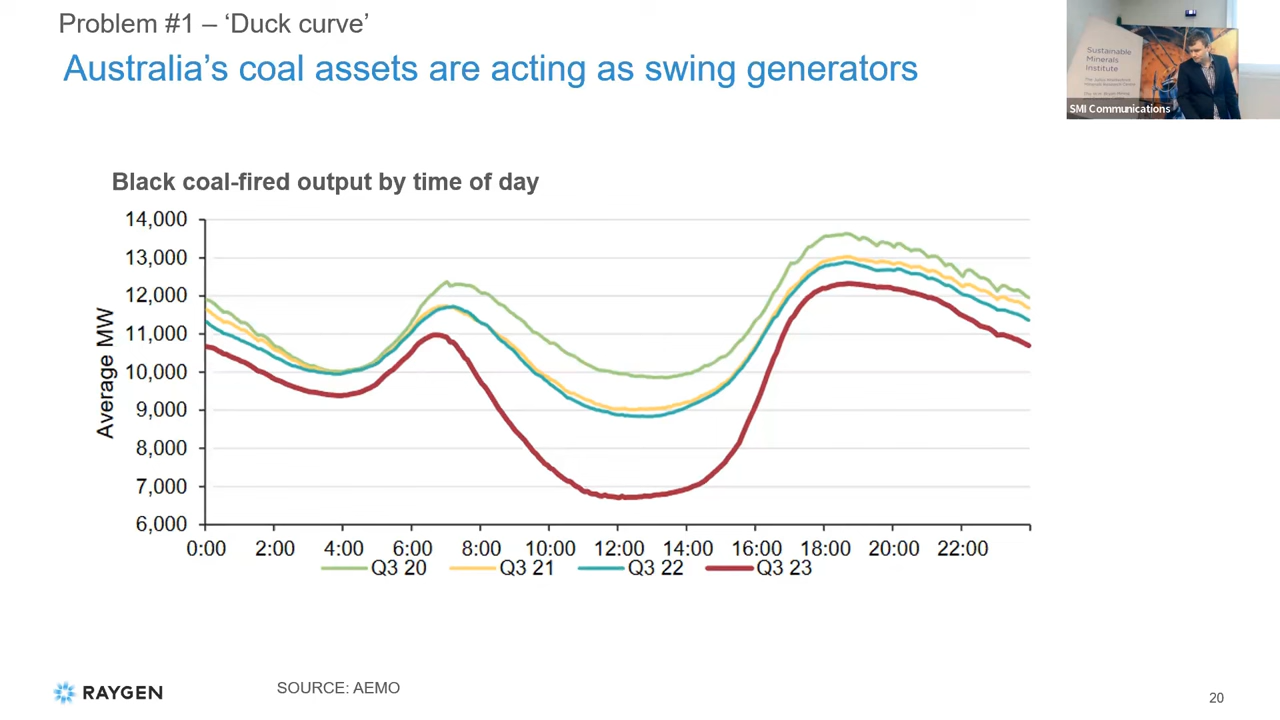 Problem #1 – ‘Duck curve’
Australia’s coal assets are acting as swing generators
Sustainable
Minerals
Institute
SMI Communications
Black coal-fired output by time of day
Average MW
14,000
13,000
12,000
11,000
10,000
9,000
8,000
7,000
6,000
0:00 2:00 4:00 6:00 8:00 10:00 12:00 14:00 16:00 18:00 20:00 22:00
Q3 20 Q3 21 Q3 22 Q3 23
RAYGEN
SOURCE: AEMO
20